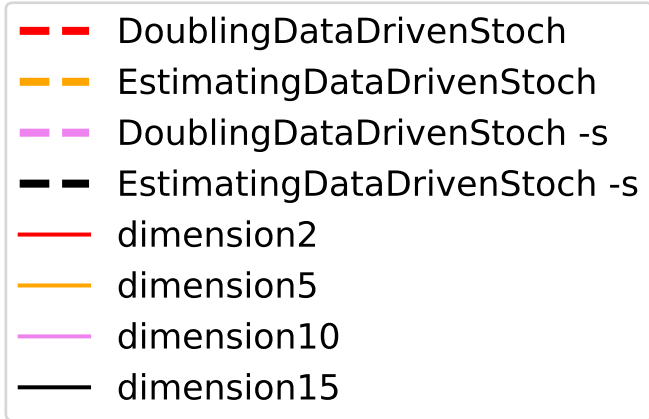 DoublingDataDrivenStoch
EstimatingDataDrivenStoch
DoublingDataDrivenStoch -s
EstimatingDataDrivenStoch -s
dimension2
dimension5
dimension10
dimension15